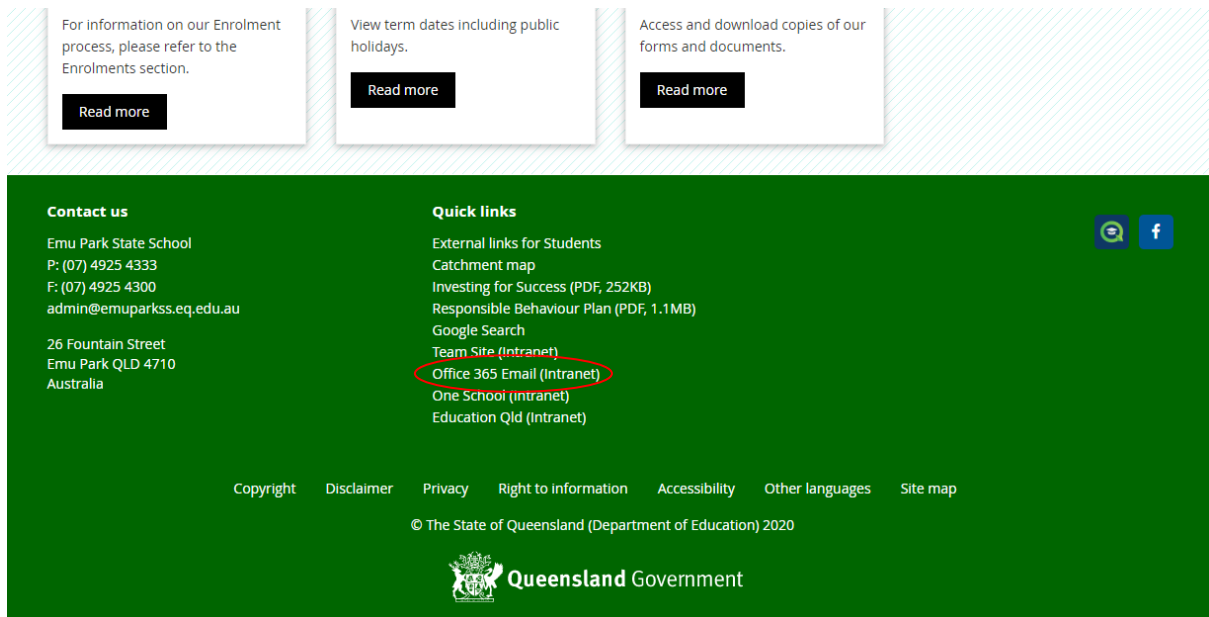 For information on our Enrolment
process, please refer to the
Enrolments section.
Read more
View term dates including public
holidays.
Read more
Access and download copies of our
forms and documents.
Read more
Contact us
Emu Park State School
P: (07) 4925 4333
F: (07) 4925 4300
admin@emuparkss.eq.edu.au
26 Fountain Street
Emu Park QLD 4710
Australia
Quick links
External links for Students
Catchment map
Investing for Success (PDF, 252KB)
Responsible Behaviour Plan (PDF, 1.1MB)
Google Search
Team Site (Intranet)
Office 365 Email (Intranet)
One School (Intranet)
Education Qld (Intranet)
f
Copyright Disclaimer Privacy Right to information Accessibility Other languages Site map
© The State of Queensland (Department of Education) 2020
Queensland Government